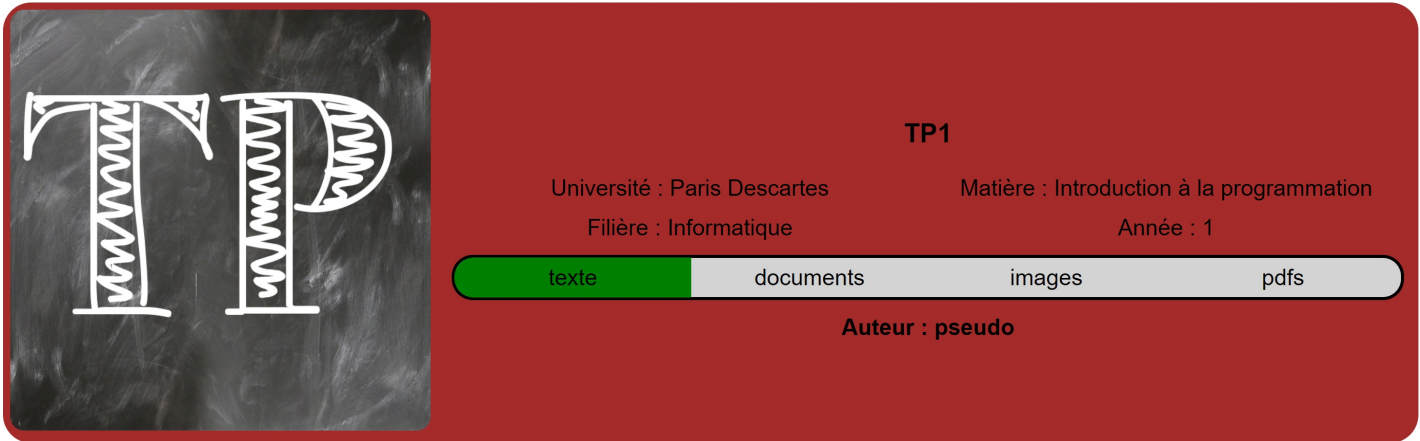 TP
TP1
Université : Paris Descartes Matière : Introduction à la programmation
Filière : Informatique Année : 1
texte documents images pdfs
Auteur : pseudo